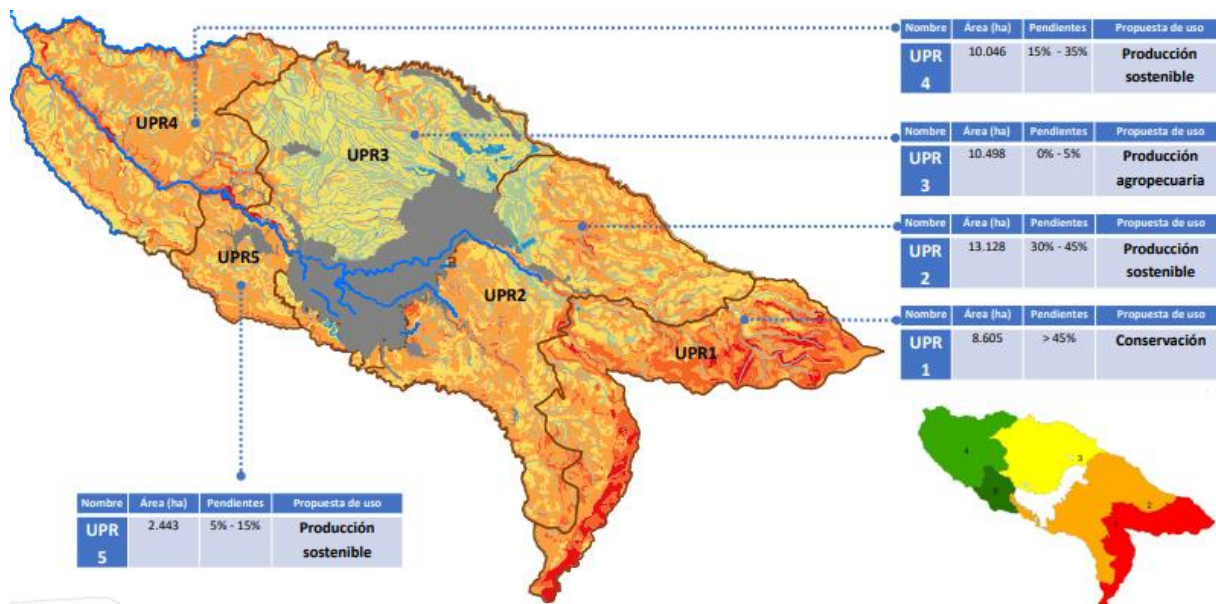 Nombre Área (ha) Pendientes Propuesta de uso
UPR 4 10.046 15% - 35% Producción sostenible
Nombre Área (ha) Pendientes Propuesta de uso
UPR 3 10.498 0% - 5% Producción agropecuaria
Nombre Área (ha) Pendientes Propuesta de uso
UPR 2 13.128 30% - 45% Producción sostenible
Nombre Área (ha) Pendientes Propuesta de uso
UPR 1 8.605 > 45% Conservación
UPR4
UPR3
UPR5
UPR2
UPR1
Nombre Área (ha) Pendientes Propuesta de uso
UPR 5 2.443 5% - 15% Producción sostenible
4
3
2